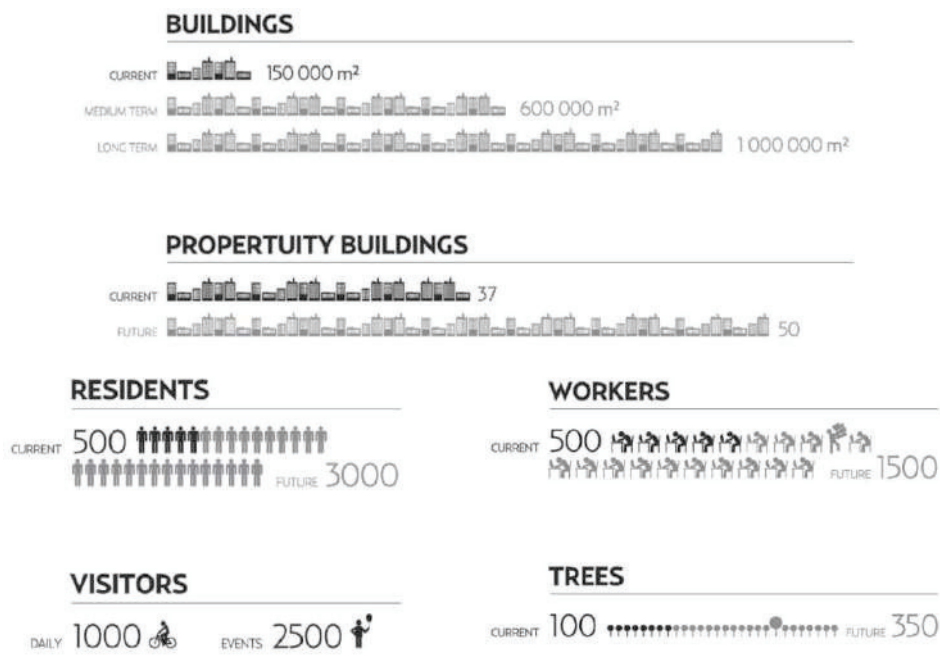 BUILDINGS
CURRENT 150 000 m²
MEDIUM TERM 600 000 m²
LONG TERM 1 000 000 m²
PROPERTUITY BUILDINGS
CURRENT 37
FUTURE 50
RESIDENTS
CURRENT 500
FUTURE 3000
WORKERS
CURRENT 500
FUTURE 1500
VISITORS
DAILY 1000 EVENTS 2500
TREES
CURRENT 100 FUTURE 350